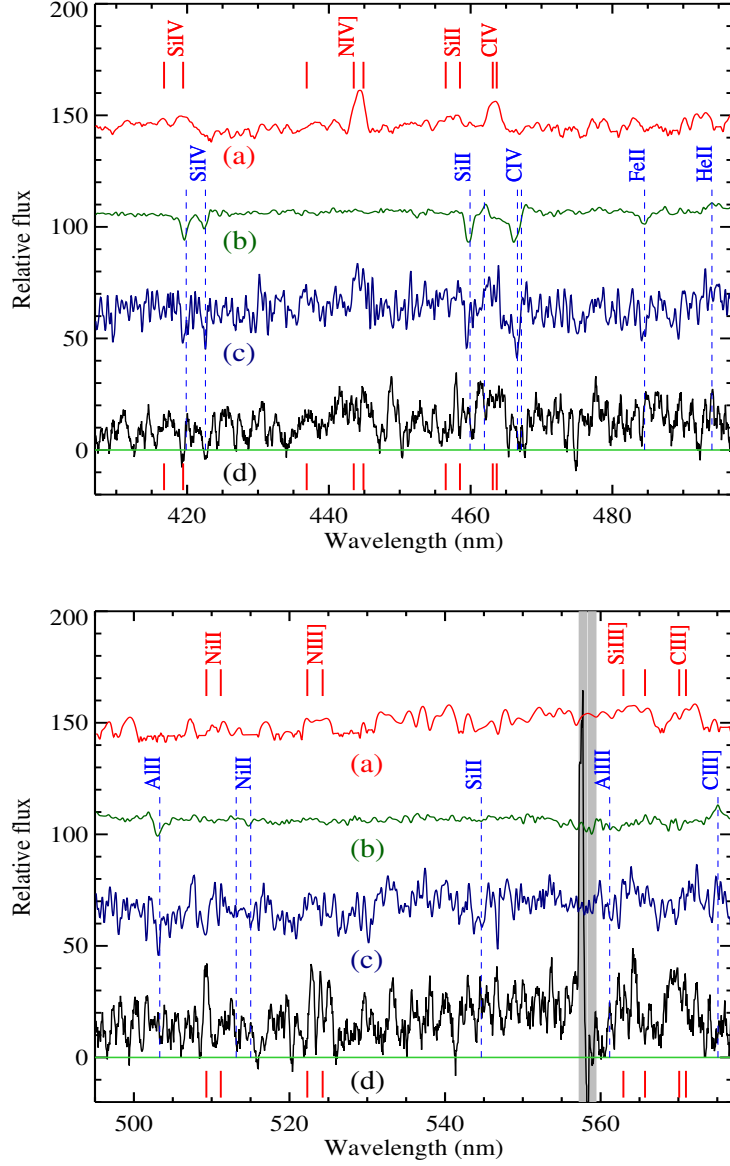 200
150
100
50
0
Relative flux
SiIV
NIV]
SiII
CIV
(a)
SiIV
SiII
CIV
FeII
HeII
(b)
(c)
(d)
420
440
460
480
Wavelength (nm)
200
150
100
50
0
Relative flux
NiII
NIII]
SiIII]
CIII]
(a)
AlII
NiII
SiII
AlIII
CIII]
(b)
(c)
(d)
500
520
540
560
Wavelength (nm)